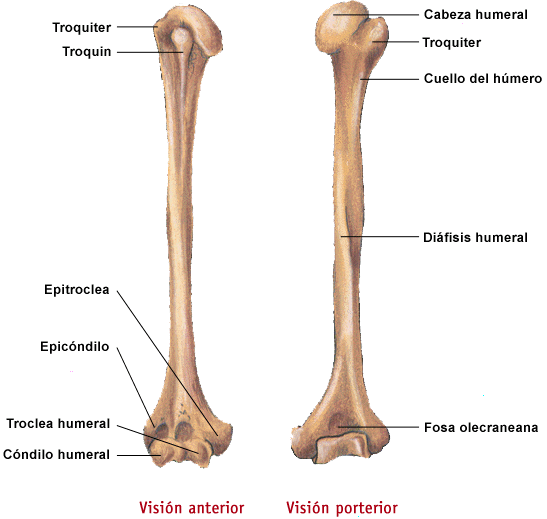 Troquiter
Troquin
Epitroclea
Epicóndilo
Troclea humeral
Cóndilo humeral
Cabeza humeral
Troquiter
Cuello del húmero
Diáfisis humeral
Fosa olecraneana
Visión anterior
Visión porterior